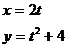 x = 2t
y = t² + 4